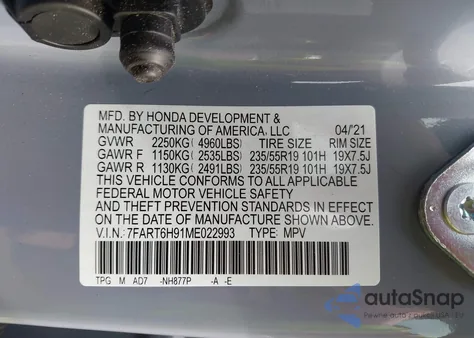 MFD. BY HONDA DEVELOPMENT &
MANUFACTURING OF AMERICA, LLC 04/'21
GVWR 2250KG( 4960LBS) TIRE SIZE RIM SIZE
GAWR F 1150KG( 2535LBS) 235/55R19 101H 19X7.5J
GAWR R 1130KG( 2491LBS) 235/55R19 101H 19X7.5J
THIS VEHICLE CONFORMS TO ALL APPLICABLE
FEDERAL MOTOR VEHICLE SAFETY
AND THEFT PREVENTION STANDARDS IN EFFECT
ON THE DATE OF MANUFACTURE SHOWN ABOVE.
V.I.N.: 7FART6H91ME022993 TYPE: MPV
TPG M AD7 -NH877P -A -E
autoSnap